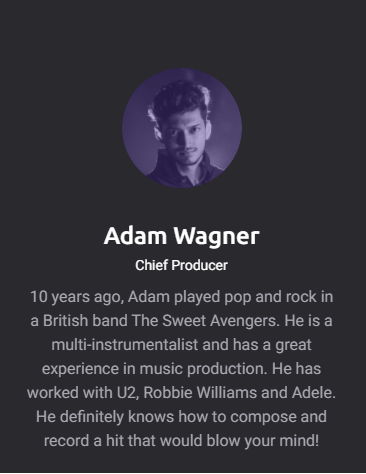 Adam Wagner
Chief Producer
10 years ago, Adam played pop and rock in
a British band The Sweet Avengers. He is a
multi-instrumentalist and has a great
experience in music production. He has
worked with U2, Robbie Williams and Adele.
He definitely knows how to compose and
record a hit that would blow your mind!